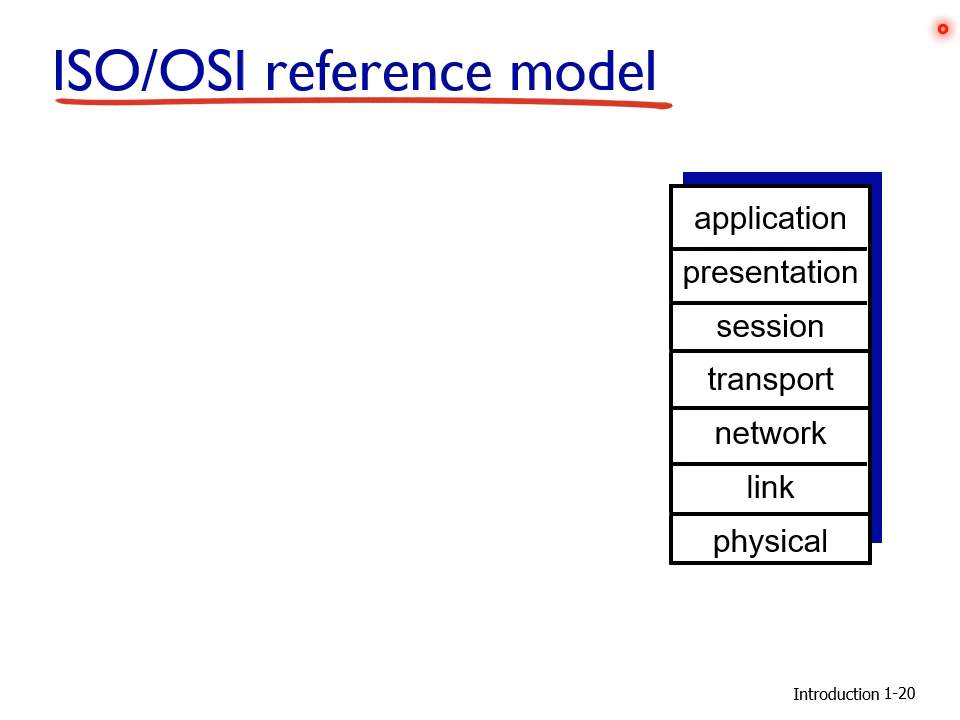 ISO/OSI reference model
application
presentation
session
transport
network
link
physical
Introduction 1-20